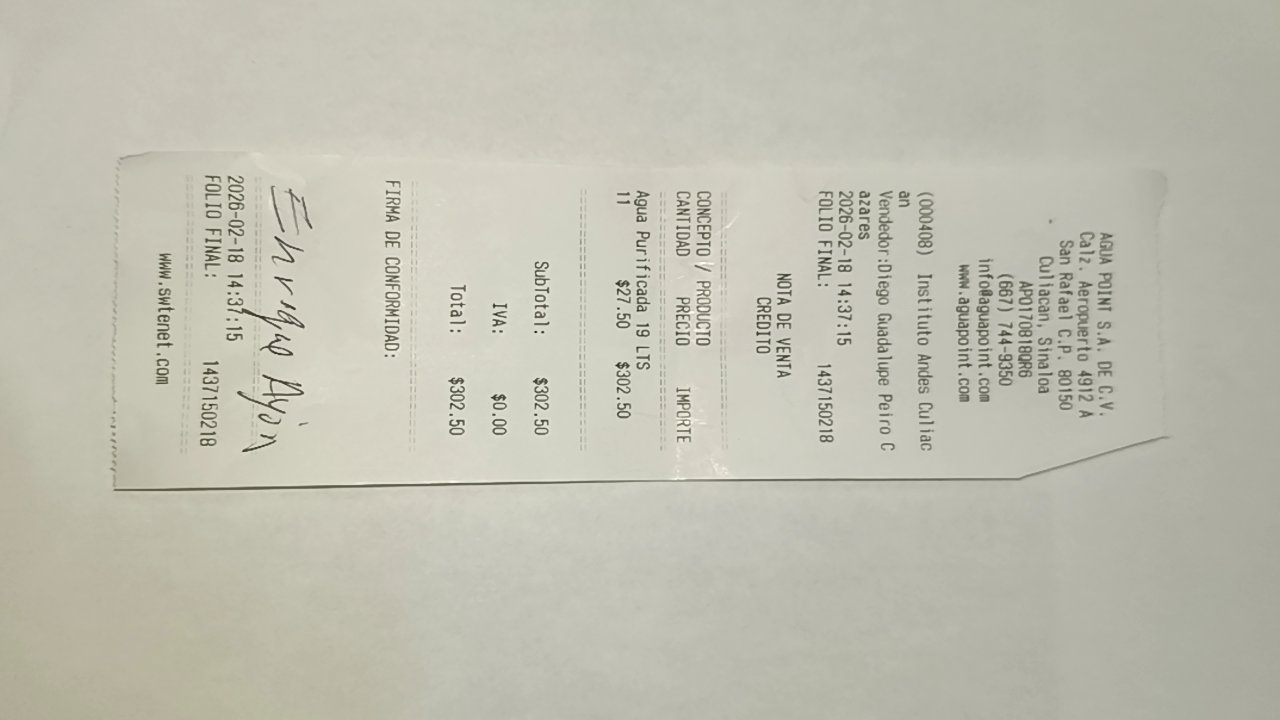 AGUA POINT S.A. DE C.V.
Calz. Aeropuerto 4912 A
San Rafael C.P. 80150
Culiacan, Sinaloa
APO170818QR6
(667) 744-9350
info@aguapoint.com
www.aguapoint.com
(000408) Instituto Andes Culiac
an
Vendedor:Diego Guadalupe Peiro C
azares
2026-02-18 14:37:15
FOLIO FINAL: 1437150218
NOTA DE VENTA
CREDITO
CONCEPTO / PRODUCTO
CANTIDAD PRECIO IMPORTE
Agua Purificada 19 LTS
11 $27.50 $302.50
SubTotal: $302.50
IVA: $0.00
Total: $302.50
FIRMA DE CONFORMIDAD:
Ehrique Ayón
2026-02-18 14:37:15
FOLIO FINAL: 1437150218
www.swtenet.com